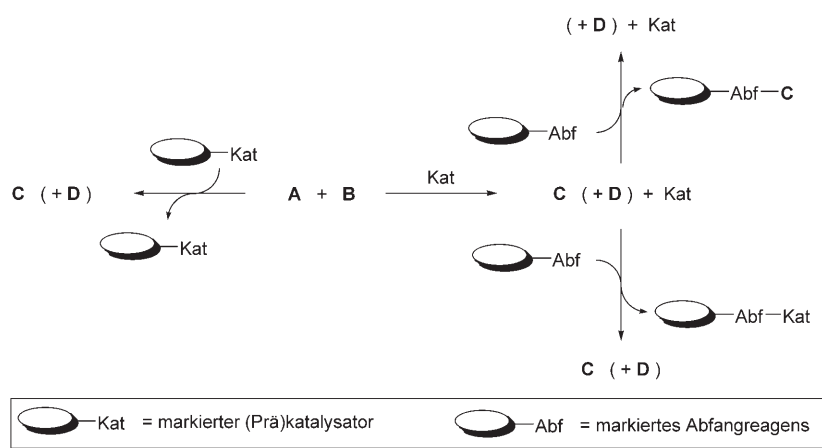 ( + D ) + Kat
Abf—C
Abf
Kat
C ( + D )
A + B
Kat
C ( + D ) + Kat
Kat
Abf
Abf—Kat
C ( + D )
Kat = markierter (Prä)katalysator
Abf = markiertes Abfangreagens